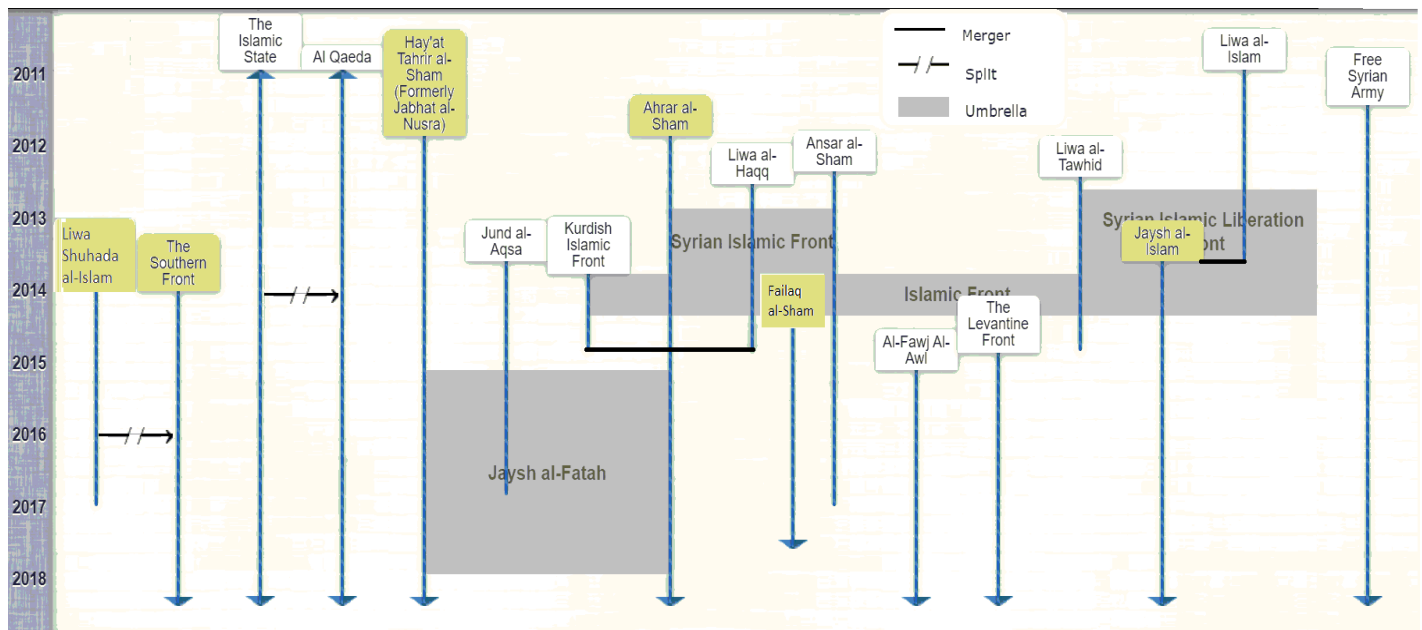 2011
2012
2013
2014
2015
2016
2017
2018
Liwa
Shuhada
al-Islam
The
Southern
Front
The
Islamic
State
Al Qaeda
Hay'at
Tahrir al-
Sham
(Formerly
Jabhat al-
Nusra)
Jund al-
Aqsa
Kurdish
Islamic
Front
Ahrar al-
Sham
Liwa al-
Haqq
Ansar al-
Sham
Failaq
al-Sham
Al-Fawj Al-
Awl
The
Levantine
Front
Liwa al-
Tawhid
Jaysh al-
Islam
Liwa al-
Islam
Free
Syrian
Army
Merger
Split
Umbrella
Syrian Islamic Front
Islamic Front
Syrian Islamic Liberation
ont
Jaysh al-Fatah